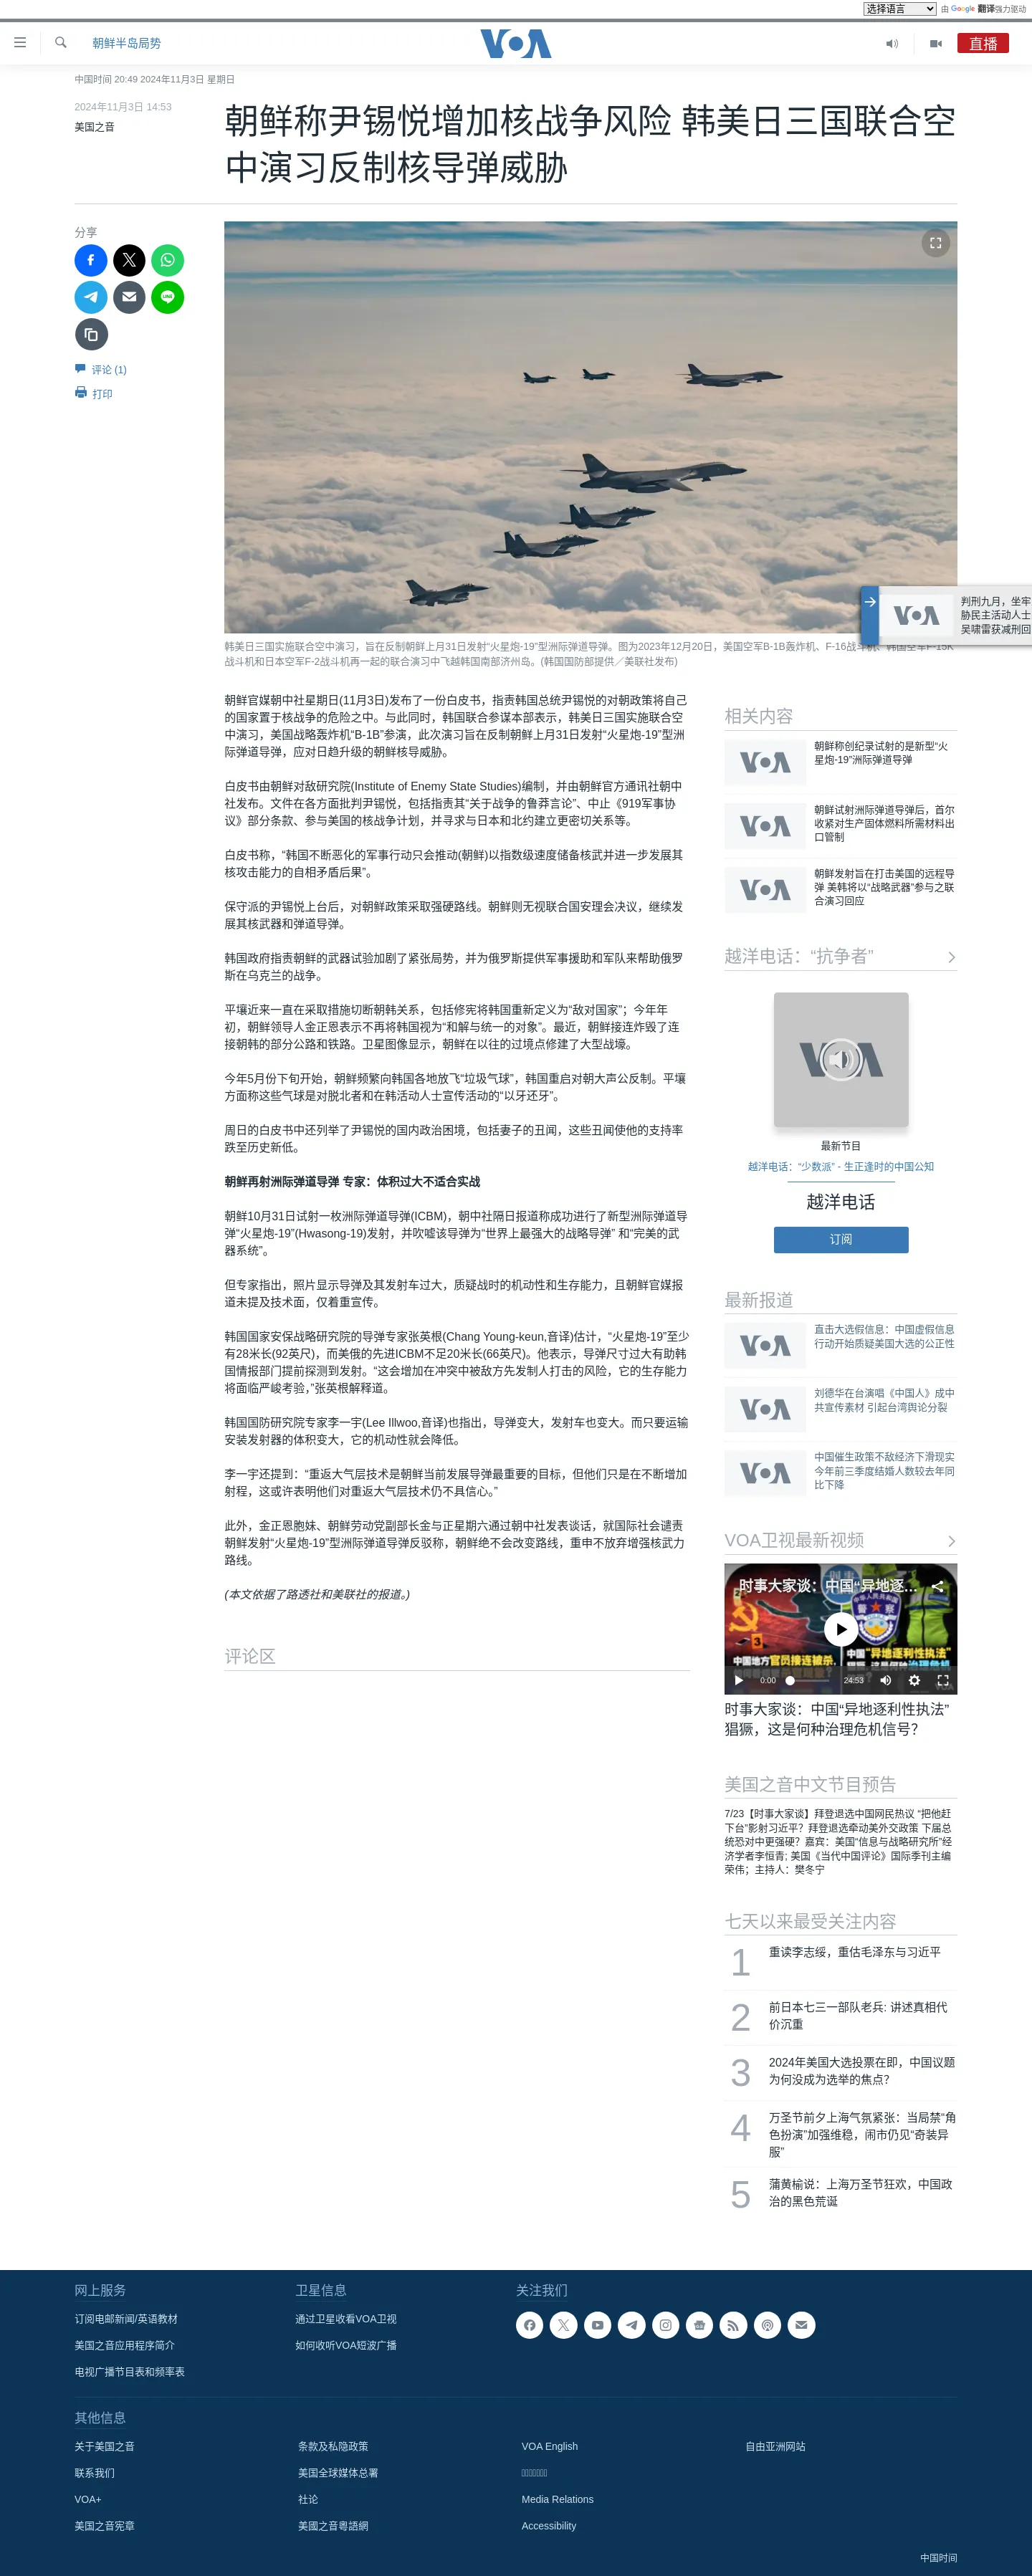 选择语言
由 Google 翻译强力驱动
朝鲜半岛局势
VOA
直播
中国时间 20:49 2024年11月3日 星期日
2024年11月3日 14:53
美国之音
朝鲜称尹锡悦增加核战争风险 韩美日三国联合空
中演习反制核导弹威胁
分享
评论 (1)
打印
判刑九月，坐牢
胁民主活动人士
吴啸雷获减刑回
韩美日三国实施联合空中演习，旨在反制朝鲜上月31日发射“火星炮-19”型洲际弹道导弹。图为2023年12月20日，美国空军B-1B轰炸机、F-16战斗机、韩国空军F-15K
战斗机和日本空军F-2战斗机再一起的联合演习中飞越韩国南部济州岛。(韩国国防部提供／美联社发布)
朝鲜官媒朝中社星期日(11月3日)发布了一份白皮书，指责韩国总统尹锡悦的对朝政策将自己
的国家置于核战争的危险之中。与此同时，韩国联合参谋本部表示，韩美日三国实施联合空
中演习，美国战略轰炸机“B-1B”参演，此次演习旨在反制朝鲜上月31日发射“火星炮-19”型洲
际弹道导弹，应对日趋升级的朝鲜核导威胁。
白皮书由朝鲜对敌研究院(Institute of Enemy State Studies)编制，并由朝鲜官方通讯社朝中
社发布。文件在各方面批判尹锡悦，包括指责其“关于战争的鲁莽言论”、中止《919军事协
议》部分条款、参与美国的核战争计划，并寻求与日本和北约建立更密切关系等。
白皮书称，“韩国不断恶化的军事行动只会推动(朝鲜)以指数级速度储备核武并进一步发展其
核攻击能力的自相矛盾后果”。
保守派的尹锡悦上台后，对朝鲜政策采取强硬路线。朝鲜则无视联合国安理会决议，继续发
展其核武器和弹道导弹。
韩国政府指责朝鲜的武器试验加剧了紧张局势，并为俄罗斯提供军事援助和军队来帮助俄罗
斯在乌克兰的战争。
平壤近来一直在采取措施切断朝韩关系，包括修宪将韩国重新定义为“敌对国家”；今年年
初，朝鲜领导人金正恩表示不再将韩国视为“和解与统一的对象”。最近，朝鲜接连炸毁了连
接朝韩的部分公路和铁路。卫星图像显示，朝鲜在以往的过境点修建了大型战壕。
今年5月份下旬开始，朝鲜频繁向韩国各地放飞“垃圾气球”，韩国重启对朝大声公反制。平壤
方面称这些气球是对脱北者和在韩活动人士宣传活动的“以牙还牙”。
周日的白皮书中还列举了尹锡悦的国内政治困境，包括妻子的丑闻，这些丑闻使他的支持率
跌至历史新低。
朝鲜再射洲际弹道导弹 专家：体积过大不适合实战
朝鲜10月31日试射一枚洲际弹道导弹(ICBM)，朝中社隔日报道称成功进行了新型洲际弹道导
弹“火星炮-19”(Hwasong-19)发射，并吹嘘该导弹为“世界上最强大的战略导弹” 和“完美的武
器系统”。
但专家指出，照片显示导弹及其发射车过大，质疑战时的机动性和生存能力，且朝鲜官媒报
道未提及技术面，仅着重宣传。
韩国国家安保战略研究院的导弹专家张英根(Chang Young-keun,音译)估计，“火星炮-19”至少
有28米长(92英尺)，而美俄的先进ICBM不足20米长(66英尺)。他表示，导弹尺寸过大有助韩
国情报部门提前探测到发射。“这会增加在冲突中被敌方先发制人打击的风险，它的生存能力
将面临严峻考验，”张英根解释道。
韩国国防研究院专家李一宇(Lee Illwoo,音译)也指出，导弹变大，发射车也变大。而只要运输
安装发射器的体积变大，它的机动性就会降低。
李一宇还提到：“重返大气层技术是朝鲜当前发展导弹最重要的目标，但他们只是在不断增加
射程，这或许表明他们对重返大气层技术仍不具信心。”
此外，金正恩胞妹、朝鲜劳动党副部长金与正星期六通过朝中社发表谈话，就国际社会谴责
朝鲜发射“火星炮-19”型洲际弹道导弹反驳称，朝鲜绝不会改变路线，重申不放弃增强核武力
路线。
(本文依据了路透社和美联社的报道。)
评论区
相关内容
朝鲜称创纪录试射的是新型“火
星炮-19”洲际弹道导弹
朝鲜试射洲际弹道导弹后，首尔
收紧对生产固体燃料所需材料出
口管制
朝鲜发射旨在打击美国的远程导
弹 美韩将以“战略武器”参与之联
合演习回应
越洋电话：“抗争者”
最新节目
越洋电话：“少数派” - 生正逢时的中国公知
越洋电话
订阅
最新报道
直击大选假信息：中国虚假信息
行动开始质疑美国大选的公正性
刘德华在台演唱《中国人》成中
共宣传素材 引起台湾舆论分裂
中国催生政策不敌经济下滑现实
今年前三季度结婚人数较去年同
比下降
VOA卫视最新视频
时事大家谈：中国“异地逐...
中国地方官员接连被杀，
中国“异地逐利性执法”
0:00
24:53
时事大家谈：中国“异地逐利性执法”
猖獗，这是何种治理危机信号？
美国之音中文节目预告
7/23【时事大家谈】拜登退选中国网民热议 “把他赶
下台”影射习近平？拜登退选牵动美外交政策 下届总
统恐对中更强硬？嘉宾：美国“信息与战略研究所”经
济学者李恒青; 美国《当代中国评论》国际季刊主编
荣伟；主持人：樊冬宁
七天以来最受关注内容
1 重读李志绥，重估毛泽东与习近平
2 前日本七三一部队老兵: 讲述真相代
价沉重
3 2024年美国大选投票在即，中国议题
为何没成为选举的焦点？
4 万圣节前夕上海气氛紧张：当局禁“角
色扮演”加强维稳，闹市仍见“奇装异
服”
5 蒲黄榆说：上海万圣节狂欢，中国政
治的黑色荒诞
网上服务
卫星信息
关注我们
订阅电邮新闻/英语教材
通过卫星收看VOA卫视
美国之音应用程序简介
如何收听VOA短波广播
电视广播节目表和频率表
其他信息
关于美国之音
条款及私隐政策
VOA English
自由亚洲网站
联系我们
美国全球媒体总署
VOA+
社论
Media Relations
美国之音宪章
美國之音粵語網
Accessibility
中国时间